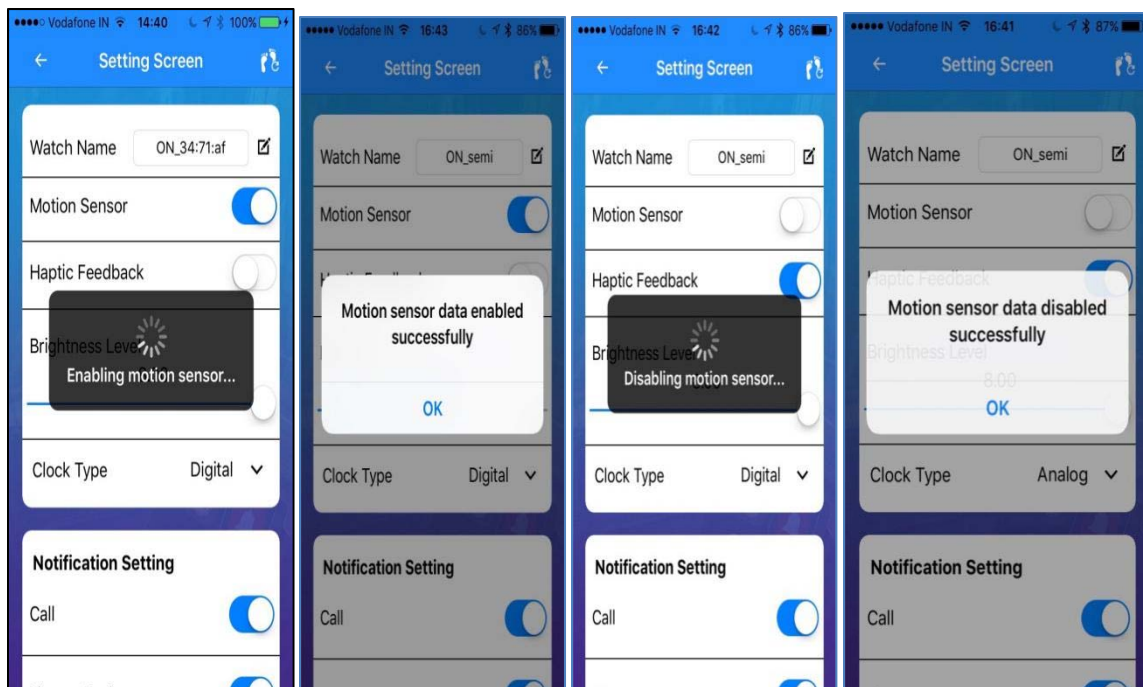 Vodafone IN 14:40 100%
Setting Screen
Watch Name ON_34:71:af
Motion Sensor
Haptic Feedback
Brightness Level
Enabling motion sensor...
Clock Type Digital
Notification Setting
Call
Vodafone IN 16:43 86%
Setting Screen
Watch Name ON_semi
Motion Sensor
Motion sensor data enabled
successfully
OK
Clock Type Digital
Notification Setting
Call
Vodafone IN 16:42 86%
Setting Screen
Watch Name ON_semi
Motion Sensor
Haptic Feedback
Brightness Level
Disabling motion sensor...
Clock Type Digital
Notification Setting
Call
Vodafone IN 16:41 87%
Setting Screen
Watch Name ON_semi
Motion Sensor
Haptic Feedback
Motion sensor data disabled
successfully
Brightness Level
8.00
OK
Clock Type Analog
Notification Setting
Call